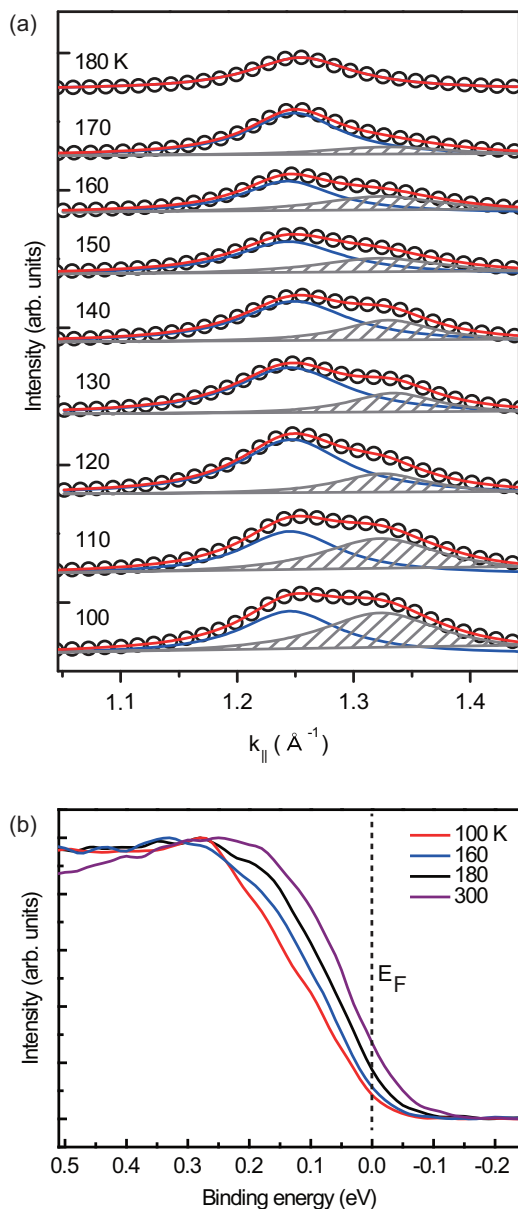 (a)
180 K
170
160
150
140
130
120
110
100
Intensity (arb. units)
1.1 1.2 1.3 1.4
k|| ( Å-1)
(b)
100 K
160
180
300
EF
Intensity (arb. units)
0.5 0.4 0.3 0.2 0.1 0.0 -0.1 -0.2
Binding energy (eV)